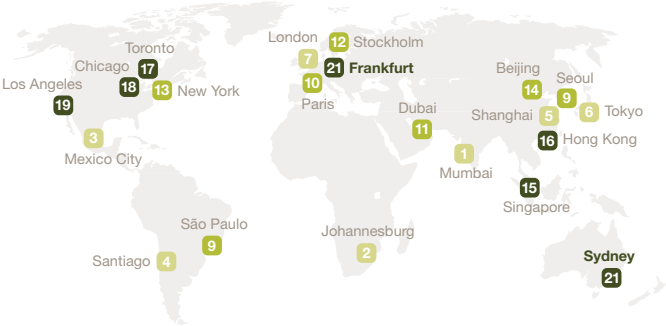 London
12 Stockholm
7
Toronto
17
21 Frankfurt
Chicago
18
Los Angeles
19
13 New York
10
Paris
Beijing
14
Seoul
9
Dubai
11
Shanghai
5
6
Tokyo
3
Mexico City
16 Hong Kong
1
Mumbai
15
Singapore
São Paulo
9
Johannesburg
2
Santiago 4
Sydney
21